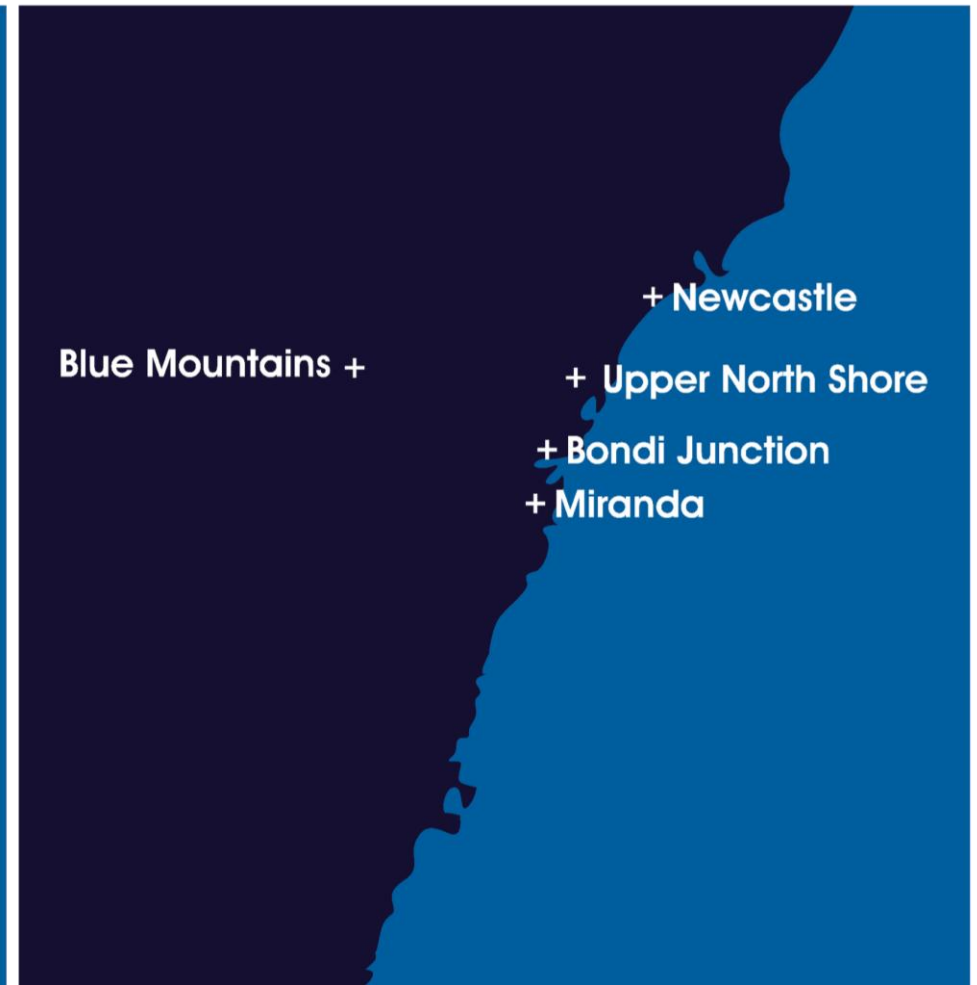 Newcastle
Blue Mountains
Upper North Shore
Bondi Junction
Miranda